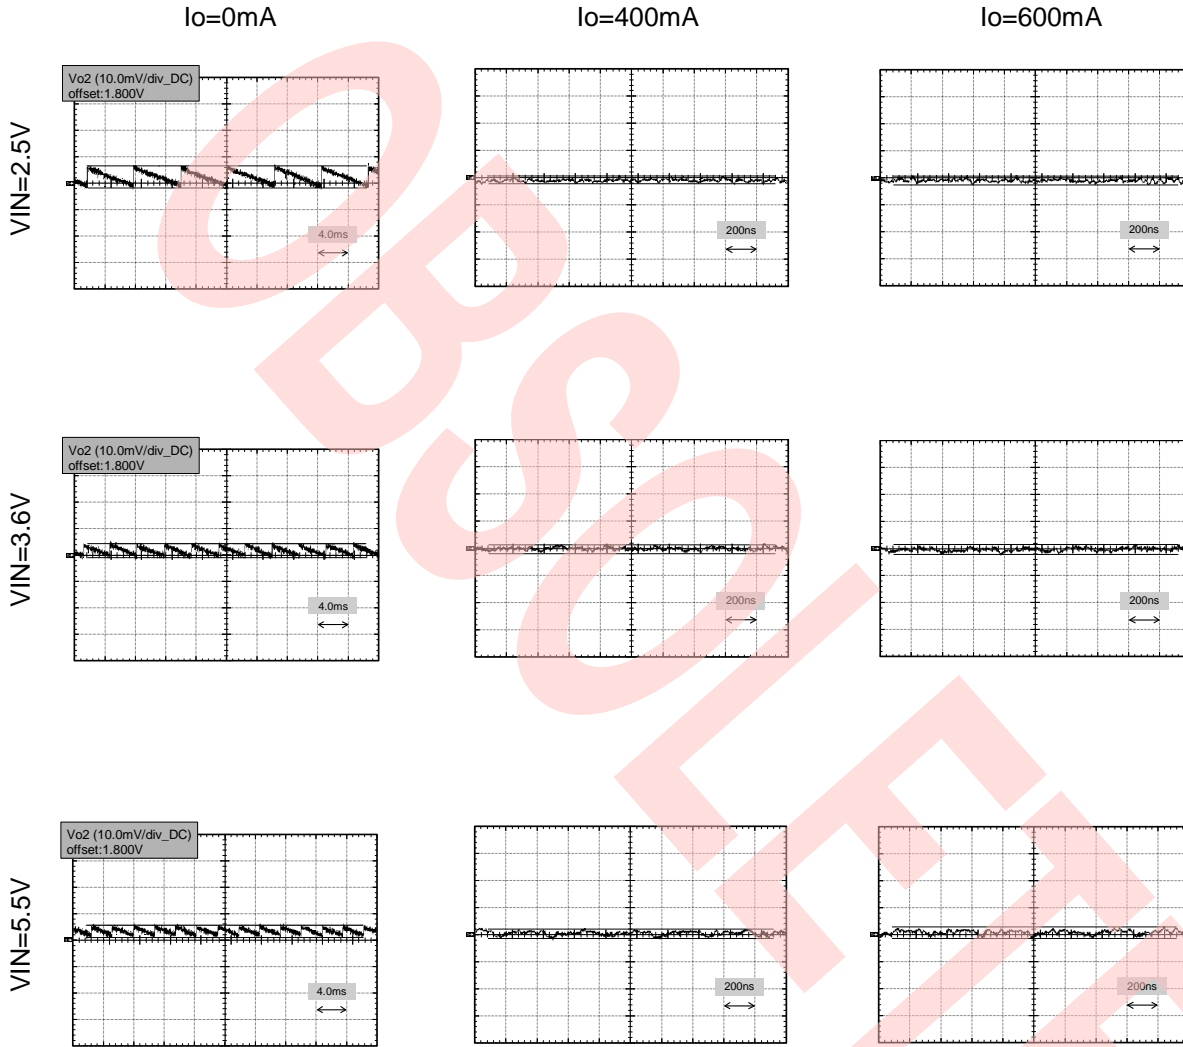 Io=0mA
Io=400mA
Io=600mA
VIN=2.5V
Vo2 (10.0mV/div_DC)
offset:1.800V
4.0ms
200ns
200ns
VIN=3.6V
Vo2 (10.0mV/div_DC)
offset:1.800V
4.0ms
200ns
200ns
VIN=5.5V
Vo2 (10.0mV/div_DC)
offset:1.800V
4.0ms
200ns
200ns
OBSOLETE